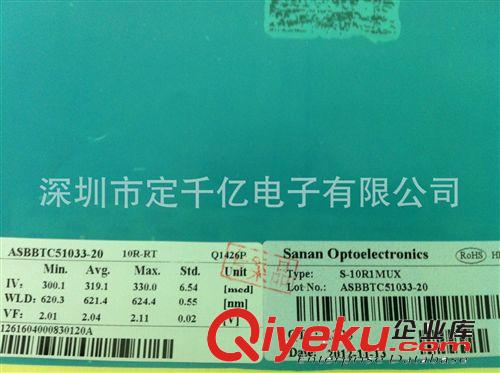 深圳市定千亿电子有限公司
ASBBTC51033-20 10R-RT Q1426P
Min. Avg. Max. Std. Unit
IV: 300.1 319.1 330.0 6.54 [mcd]
WLD: 620.3 621.4 624.4 0.55 [nm]
VF: 2.01 2.04 2.11 0.02 [V]
1261604000830120A
Sanan Optoelectronics RoHS
Type: S-10R1MUX
Lot No.: ASBBTC51033-20
Qiyeku.com 企业库
Date: